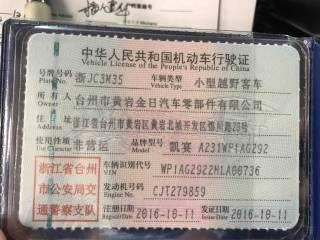 中华人民共和国机动车行驶证
Vehicle License of the People's Republic of China
号牌号码 浙JC3M35 车辆类型 小型越野客车
Plate No. Vehicle Type
所有人 台州市黄岩金日汽车零部件有限公司
Owner
住址 浙江省台州市黄岩区黄岩北城开发区惟川路28号
Address
使用性质 非营运 品牌型号 凯宴 A231WP1AG292
Use Character Model
浙江省台州 车辆识别代号 WP1AG2922HLA00736
VIN
市公安局交 发动机号码 CJT279859
Engine No.
通警察支队 注册日期 2016-10-11 发证日期 2016-10-11
Register Date Issue Date